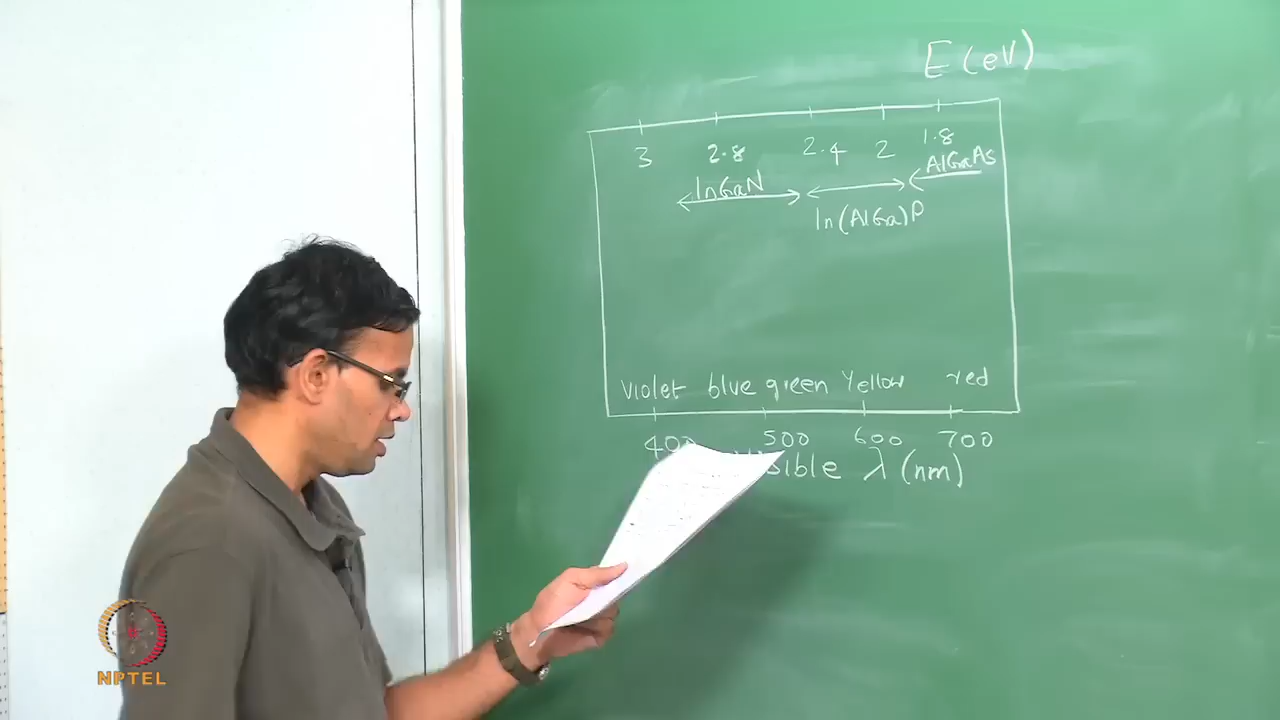 E (eV)
3 2.8 2.4 2 1.8
InGaN In(AlGa)P AlGaAs
violet blue green Yellow red
400 500 600 700
λ (nm)
NPTEL